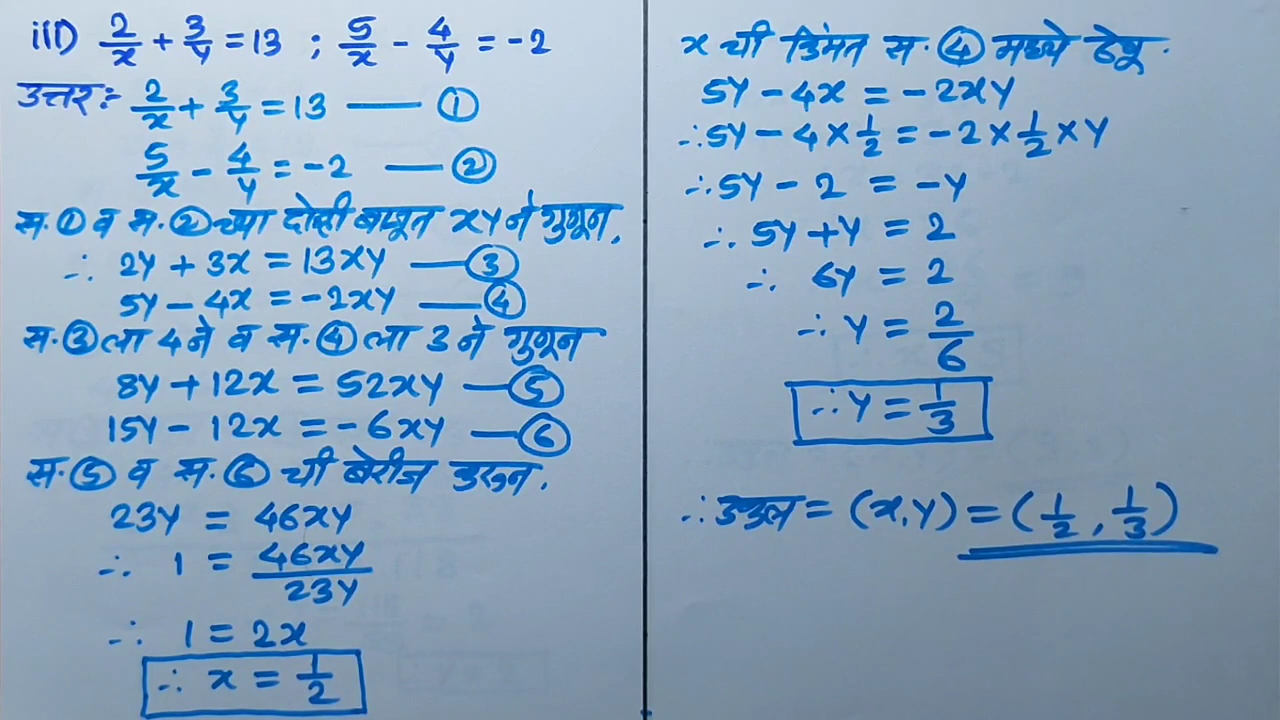 iii) 2/x + 3/y = 13 ; 5/x - 4/y = -2
उत्तर:- 2/x + 3/y = 13 —— ①
5/x - 4/y = -2 —— ②
स.① व स.② च्या दोन्ही बाजूत xy ने गुणून.
∴ 2y + 3x = 13xy —— ③
5y - 4x = -2xy —— ④
स.③ ला 4 ने व स.④ ला 3 ने गुणून
8y + 12x = 52xy —— ⑤
15y - 12x = -6xy —— ⑥
स.⑤ व स.⑥ ची बेरीज करून.
23y = 46xy
∴ 1 = 46xy/23y
∴ 1 = 2x
∴ x = 1/2
x ची किंमत स.④ मध्ये ठेवू.
5y - 4x = -2xy
∴ 5y - 4 × 1/2 = -2 × 1/2 × y
∴ 5y - 2 = -y
∴ 5y + y = 2
∴ 6y = 2
∴ y = 2/6
∴ y = 1/3
∴ उकल = (x, y) = (1/2, 1/3)